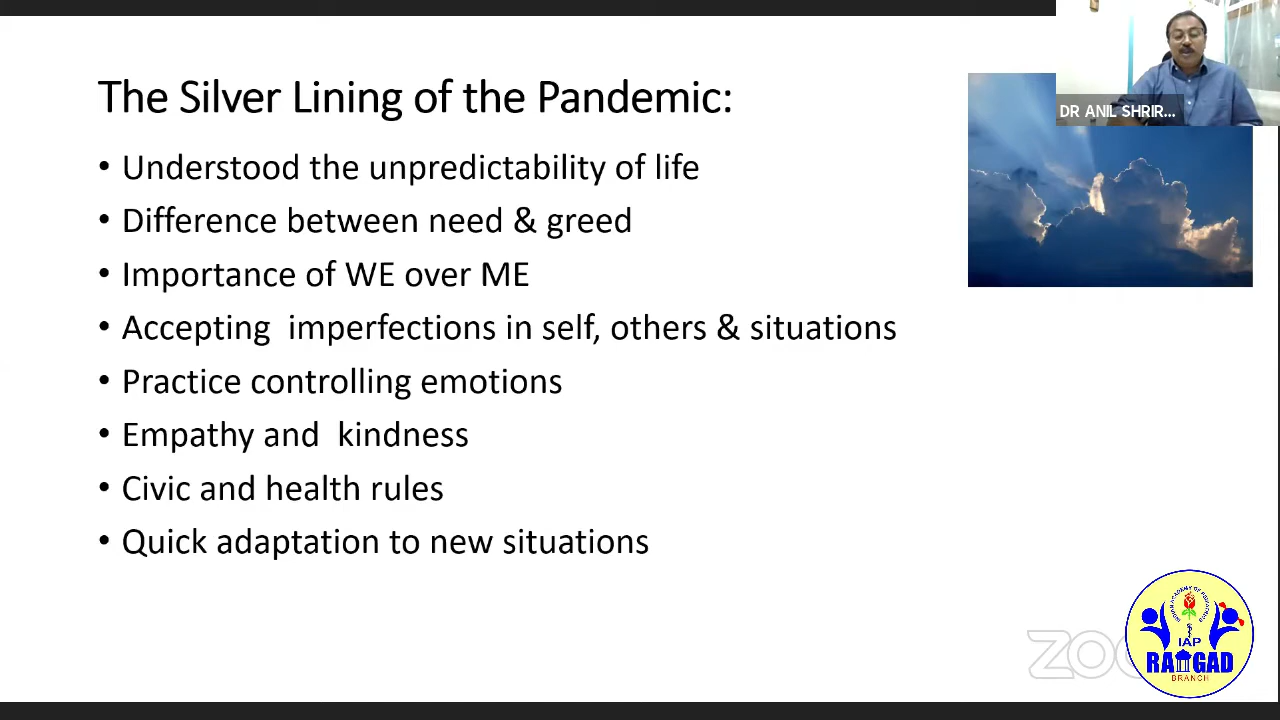 The Silver Lining of the Pandemic:
• Understood the unpredictability of life
• Difference between need & greed
• Importance of WE over ME
• Accepting  imperfections in self, others & situations
• Practice controlling emotions
• Empathy and  kindness
• Civic and health rules
• Quick adaptation to new situations
DR ANIL SHRIR...
ZO
IAP
RAIGAD
BRANCH